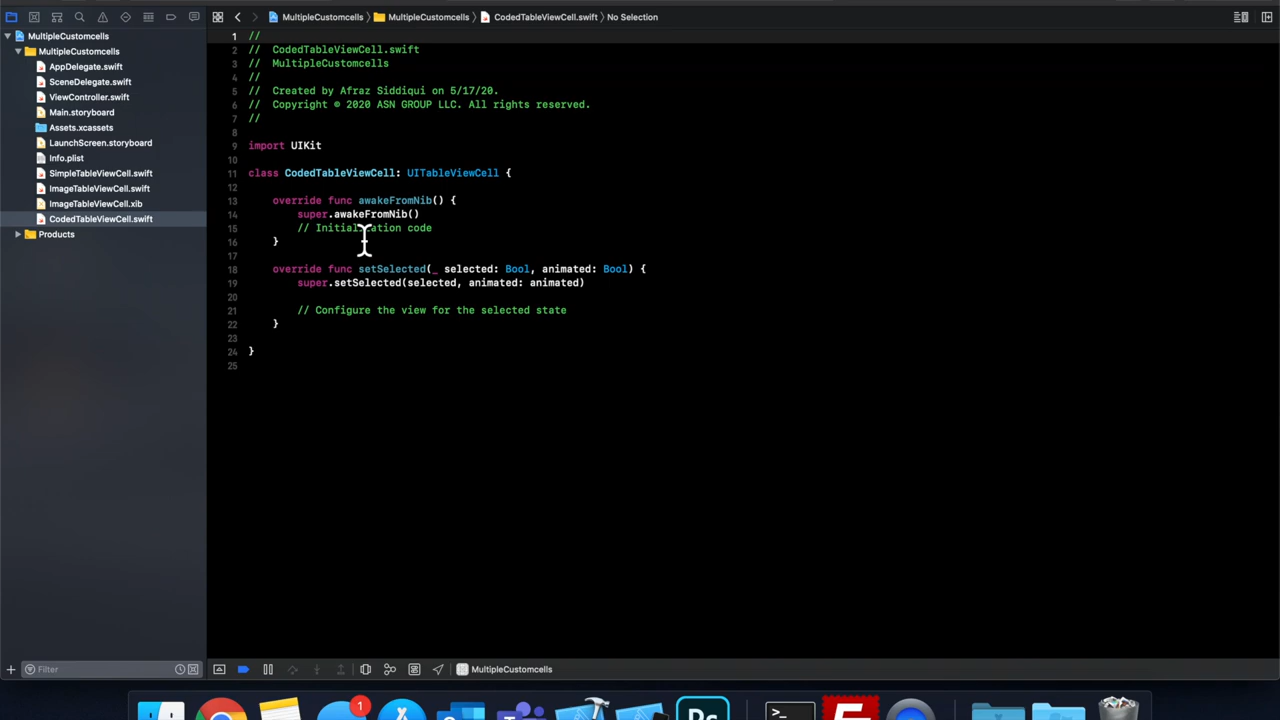 MultipleCustomcells > MultipleCustomcells > CodedTableViewCell.swift > No Selection
MultipleCustomcells
MultipleCustomcells
AppDelegate.swift
SceneDelegate.swift
ViewController.swift
Main.storyboard
Assets.xcassets
LaunchScreen.storyboard
Info.plist
SimpleTableViewCell.swift
ImageTableViewCell.swift
ImageTableViewCell.xib
CodedTableViewCell.swift
Products
1 //
2 //  CodedTableViewCell.swift
3 //  MultipleCustomcells
4 //
5 //  Created by Afraz Siddiqui on 5/17/20.
6 //  Copyright © 2020 ASN GROUP LLC. All rights reserved.
7 //
8
9 import UIKit
10
11 class CodedTableViewCell: UITableViewCell {
12
13     override func awakeFromNib() {
14         super.awakeFromNib()
15         // Initialization code
16     }
17
18     override func setSelected(_ selected: Bool, animated: Bool) {
19         super.setSelected(selected, animated: animated)
20
21         // Configure the view for the selected state
22     }
23
24 }
25
Filter
MultipleCustomcells
1
Ps
>_